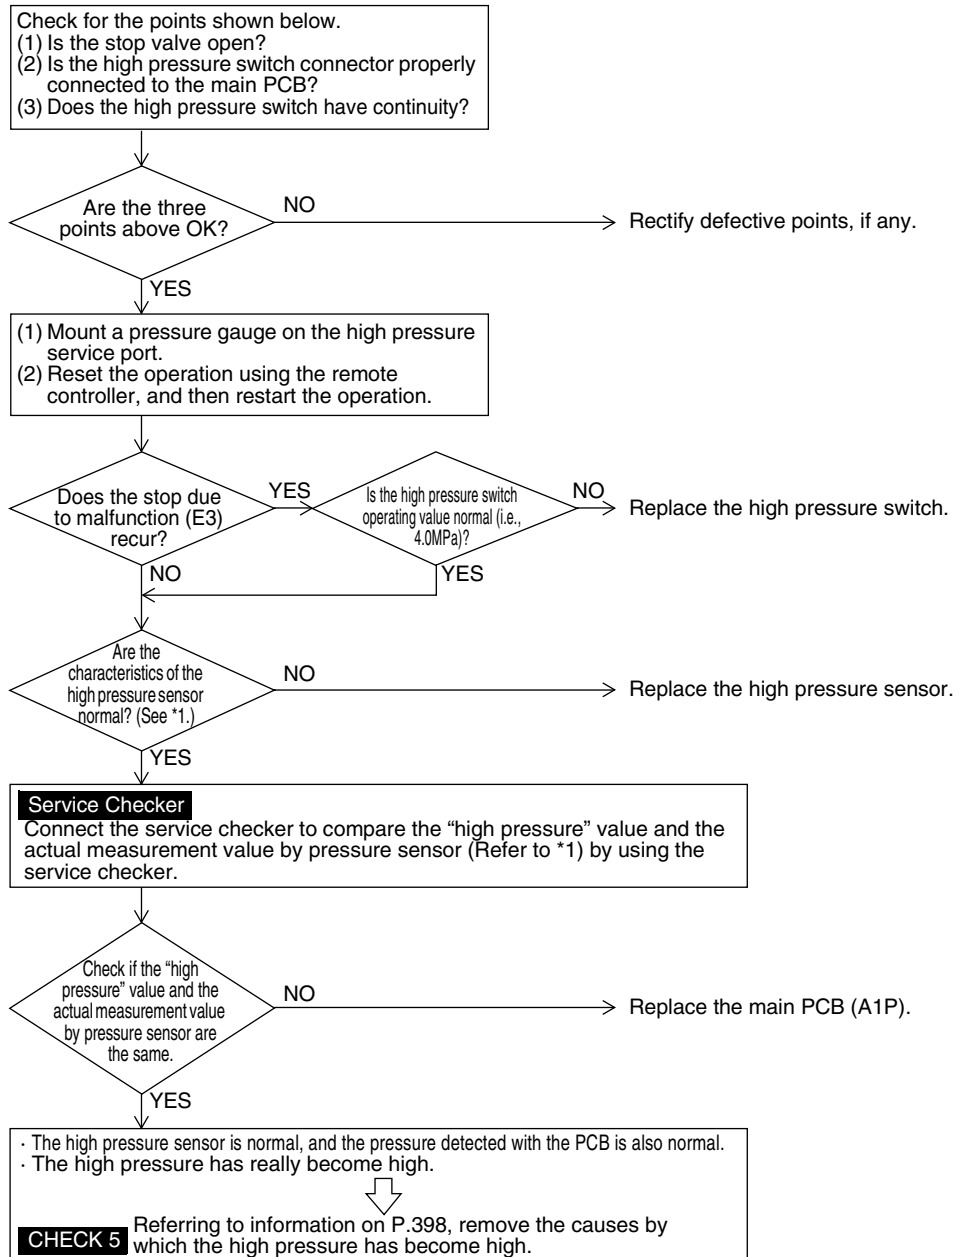 Check for the points shown below.
(1) Is the stop valve open?
(2) Is the high pressure switch connector properly
connected to the main PCB?
(3) Does the high pressure switch have continuity?
Are the three
points above OK?
NO
Rectify defective points, if any.
YES
(1) Mount a pressure gauge on the high pressure
service port.
(2) Reset the operation using the remote
controller, and then restart the operation.
Does the stop due
to malfunction (E3)
recur?
YES
Is the high pressure switch
operating value normal (i.e.,
4.0MPa)?
NO
Replace the high pressure switch.
NO
YES
Are the
characteristics of the
high pressure sensor
normal? (See *1.)
NO
Replace the high pressure sensor.
YES
Service Checker
Connect the service checker to compare the “high pressure” value and the
actual measurement value by pressure sensor (Refer to *1) by using the
service checker.
Check if the “high
pressure” value and the
actual measurement value
by pressure sensor are
the same.
NO
Replace the main PCB (A1P).
YES
· The high pressure sensor is normal, and the pressure detected with the PCB is also normal.
· The high pressure has really become high.
CHECK 5 Referring to information on P.398, remove the causes by
which the high pressure has become high.